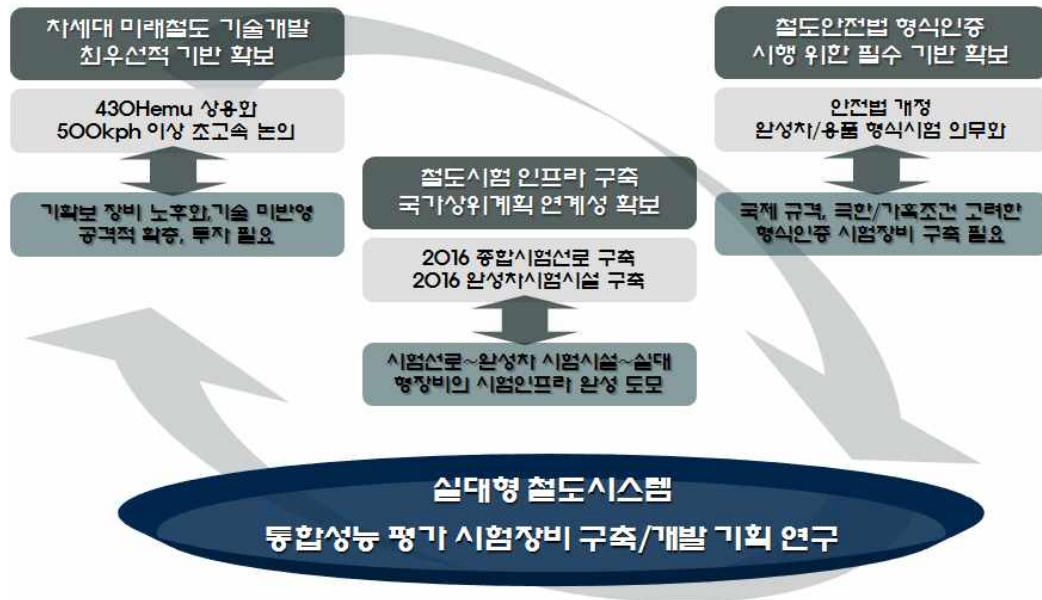 차세대 미래철도 기술개발
최우선적 기반 확보
430Hemu 상용화
500kph 이상 초고속 논의
기확보 장비 노후화,기술 미반영
공격적 확충, 투자 필요
철도시험 인프라 구축
국가상위계획 연계성 확보
2016 종합시험선로 구축
2016 완성차시험시설 구축
시험선로~완성차 시험시설~실대
형장비의 시험인프라 완성 도모
철도안전법 형식인증
시행 위한 필수 기반 확보
안전법 개정
완성차/용품 형식시험 의무화
국제 규격, 극한/가혹조건 고려한
형식인증 시험장비 구축 필요
실대형 철도시스템
통합성능 평가 시험장비 구축/개발 기획 연구